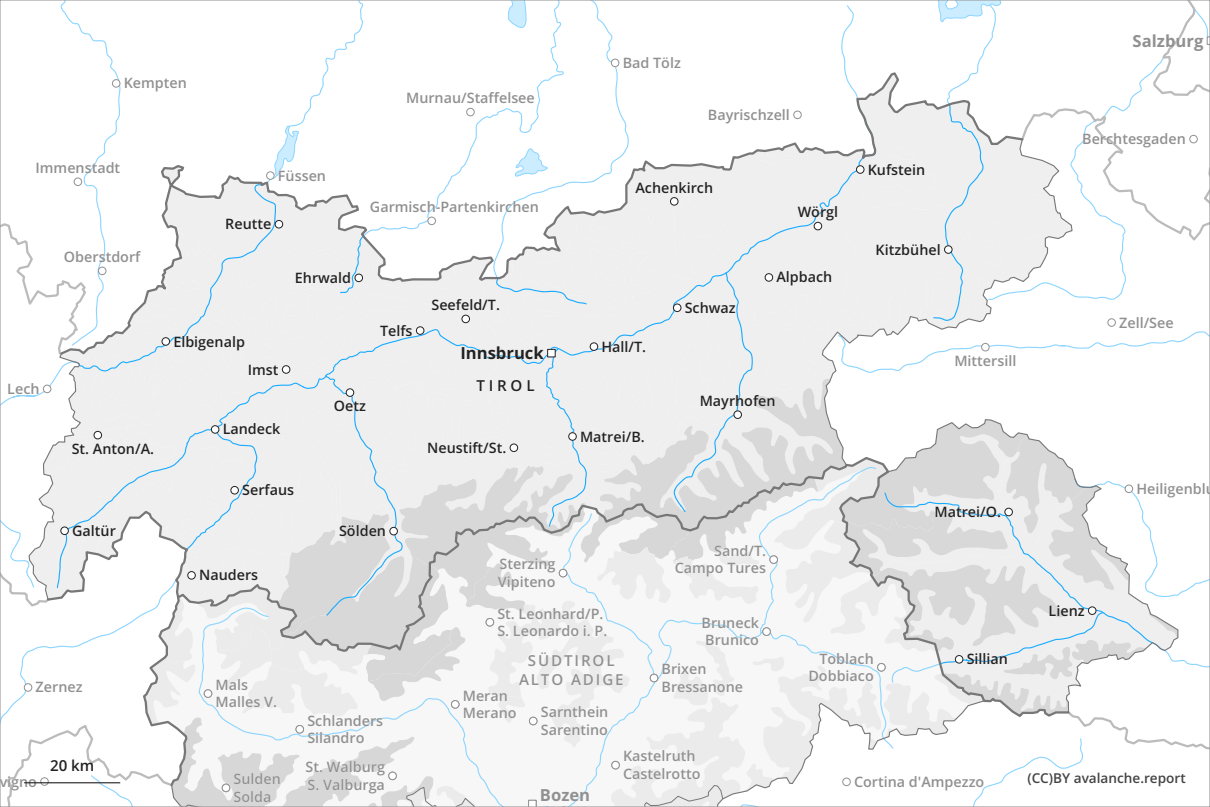 Salzburg
Bad Tölz
Kempten
Murnau/Staffelsee
Bayrischzell
Berchtesgaden
Immenstadt
Füssen
Kufstein
Achenkirch
Garmisch-Partenkirchen
Wörgl
Reutte
Kitzbühel
Oberstdorf
Ehrwald
Alpbach
Seefeld/T.
Schwaz
Zell/See
Telfs
Elbigenalp
Innsbruck
Hall/T.
Mittersill
Imst
TIROL
Lech
Oetz
Mayrhofen
Landeck
Matrei/B.
St. Anton/A.
Neustift/St.
Serfaus
Heiligenblu
Matrei/O.
Galtür
Sölden
Sand/T.
Campo Tures
Sterzing
Vipiteno
Nauders
Lienz
St. Leonhard/P.
S. Leonardo i. P.
Bruneck
Brunico
SÜDTIROL
ALTO ADIGE
Toblach
Dobbiaco
Sillian
Brixen
Bressanone
Zernez
Mals
Malles V.
Meran
Merano
Sarnthein
Sarentino
Schlanders
Silandro
Kastelruth
Castelrotto
St. Walburg
S. Valburga
20 km
vigno
Sulden
Solda
Cortina d'Ampezzo
(CC)BY avalanche.report
Bozen